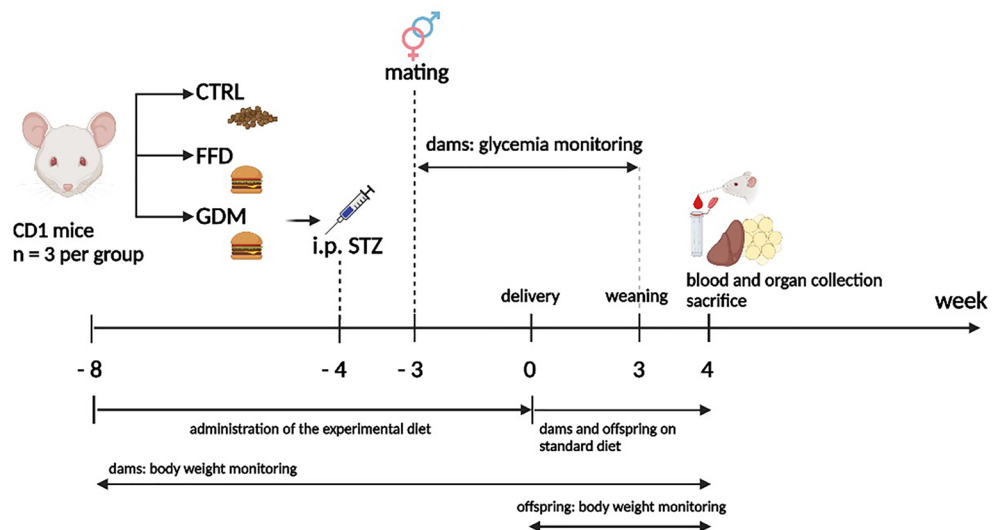 mating
CTRL
FFD
GDM
CD1 mice
n = 3 per group
i.p. STZ
dams: glycemia monitoring
delivery
weaning
blood and organ collection
sacrifice
week
- 8
- 4
- 3
0
3
4
administration of the experimental diet
dams and offspring on
standard diet
dams: body weight monitoring
offspring: body weight monitoring